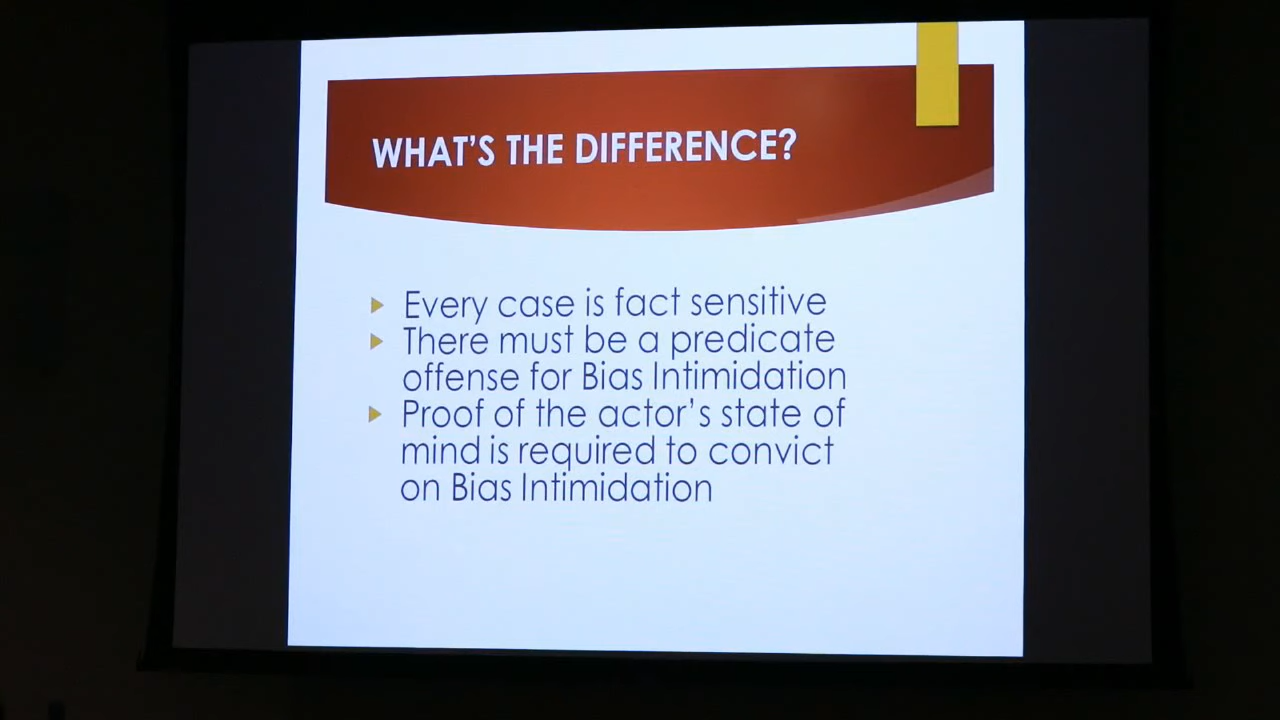 WHAT'S THE DIFFERENCE?
Every case is fact sensitive
There must be a predicate
offense for Bias Intimidation
Proof of the actor's state of
mind is required to convict
on Bias Intimidation